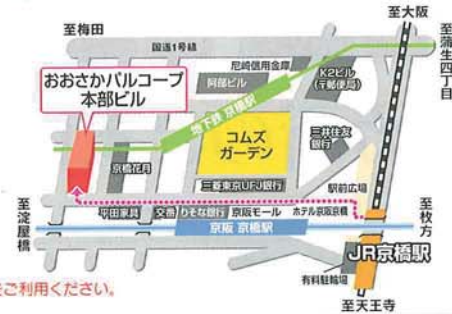 至大阪
至梅田
国道1号線
至蒲生四丁目
尼崎信用金庫
K2ビル
(〒郵便局)
阿部ビル
おおさかパルコープ
本部ビル
地下鉄 京橋駅
コムズ
ガーデン
三井住友
銀行
京橋花月
三菱東京UFJ銀行
駅前広場
至淀屋橋
平田家具
交番
りそな銀行
京阪モール
ホテル京阪京橋
至枚方
京阪 京橋駅
JR京橋駅
有料駐輪場
をご利用ください。
至天王寺